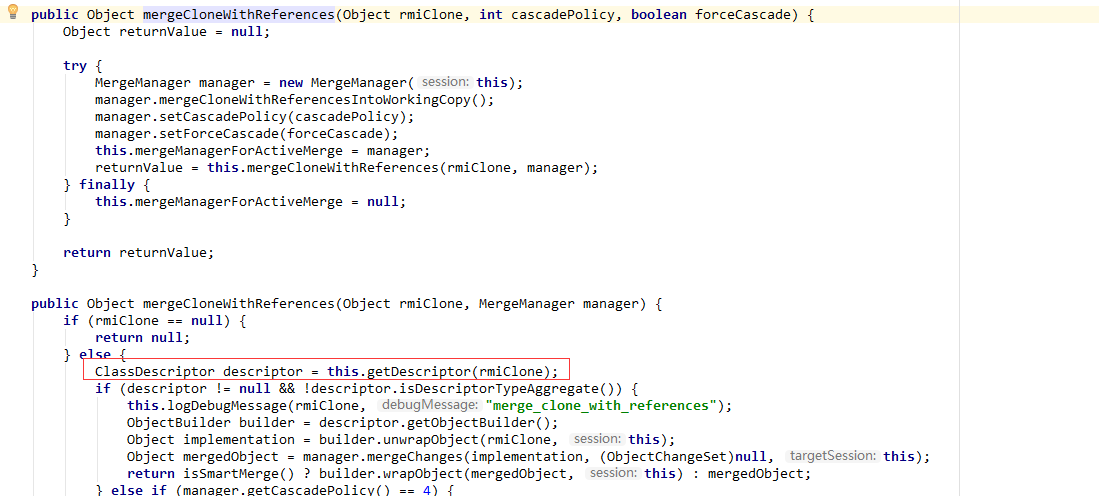 public Object mergeCloneWithReferences(Object rmiClone, int cascadePolicy, boolean forceCascade) {
Object returnValue = null;
try {
MergeManager manager = new MergeManager( session: this);
manager.mergeCloneWithReferencesIntoWorkingCopy();
manager.setCascadePolicy(cascadePolicy);
manager.setForceCascade(forceCascade);
this.mergeManagerForActiveMerge = manager;
returnValue = this.mergeCloneWithReferences(rmiClone, manager);
} finally {
this.mergeManagerForActiveMerge = null;
}
return returnValue;
}
public Object mergeCloneWithReferences(Object rmiClone, MergeManager manager) {
if (rmiClone == null) {
return null;
} else {
ClassDescriptor descriptor = this.getDescriptor(rmiClone);
if (descriptor != null && !descriptor.isDescriptorTypeAggregate()) {
this.logDebugMessage(rmiClone, debugMessage: "merge_clone_with_references");
ObjectBuilder builder = descriptor.getObjectBuilder();
Object implementation = builder.unwrapObject(rmiClone, session: this);
Object mergedObject = manager.mergeChanges(implementation, (ObjectChangeSet)null, targetSession: this);
return isSmartMerge() ? builder.wrapObject(mergedObject, session: this) : mergedObject;
} else if (manager.getCascadePolicy() == 4) {